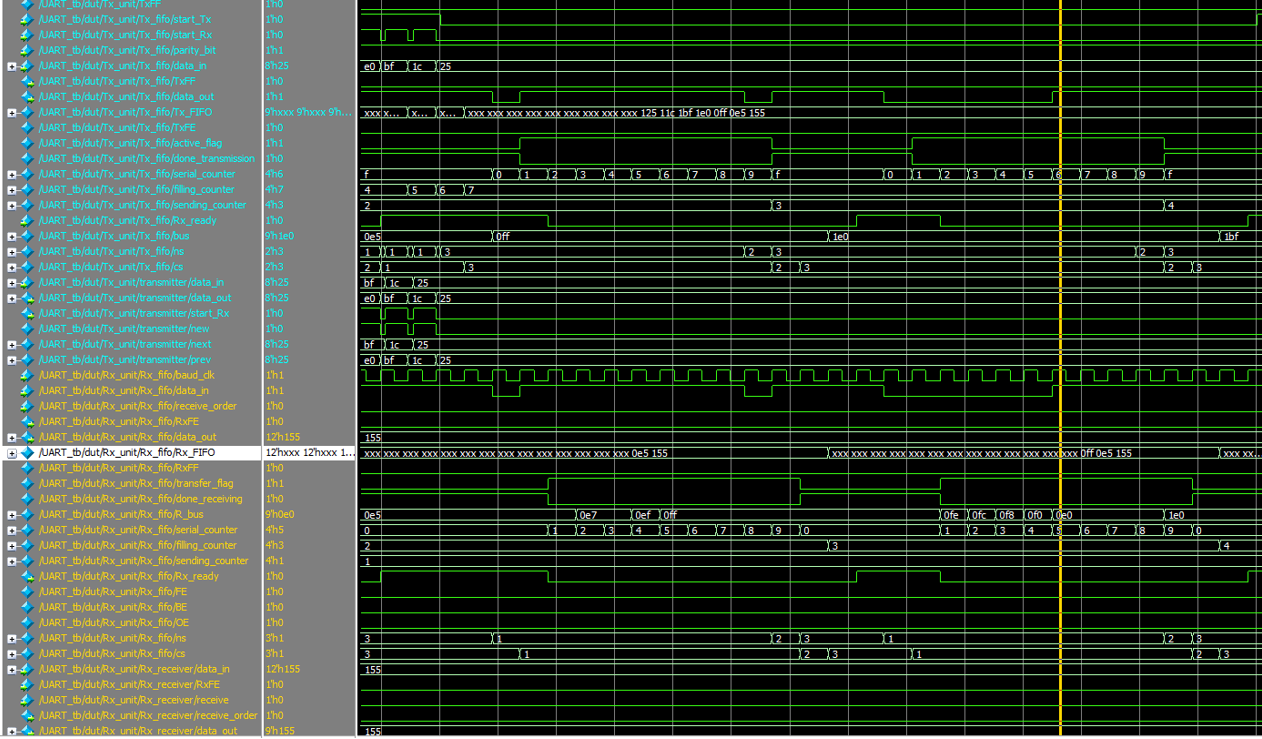 /UART_tb/dut/Tx_unit/TxFF 1'h0
/UART_tb/dut/Tx_unit/Tx_fifo/start_Tx 1'h0
/UART_tb/dut/Tx_unit/Tx_fifo/start_Rx 1'h0
/UART_tb/dut/Tx_unit/Tx_fifo/parity_bit 1'h1
/UART_tb/dut/Tx_unit/Tx_fifo/data_in 8'h25 e0 bf 1c 25
/UART_tb/dut/Tx_unit/Tx_fifo/TxFF 1'h0
/UART_tb/dut/Tx_unit/Tx_fifo/data_out 1'h1
/UART_tb/dut/Tx_unit/Tx_fifo/Tx_FIFO 9'hxxx 9'hxxx 9'h... xxx x... x... x... xxx xxx xxx xxx xxx xxx xxx xxx xxx 125 11c 1bf 1e0 0ff 0e5 155
/UART_tb/dut/Tx_unit/Tx_fifo/TxFE 1'h0
/UART_tb/dut/Tx_unit/Tx_fifo/active_flag 1'h1
/UART_tb/dut/Tx_unit/Tx_fifo/done_transmission 1'h0
/UART_tb/dut/Tx_unit/Tx_fifo/serial_counter 4'h6 f 0 1 2 3 4 5 6 7 8 9 f 0 1 2 3 4 5 6 7 8 9 f
/UART_tb/dut/Tx_unit/Tx_fifo/filling_counter 4'h7 4 5 6 7
/UART_tb/dut/Tx_unit/Tx_fifo/sending_counter 4'h3 2 3 4
/UART_tb/dut/Tx_unit/Tx_fifo/Rx_ready 1'h0
/UART_tb/dut/Tx_unit/Tx_fifo/bus 9'h1e0 0e5 0ff 1e0 1bf
/UART_tb/dut/Tx_unit/Tx_fifo/ns 2'h3 1 1 1 3 2 3 2 3
/UART_tb/dut/Tx_unit/Tx_fifo/cs 2'h3 2 1 3 2 3 2 3
/UART_tb/dut/Tx_unit/transmitter/data_in 8'h25 bf 1c 25
/UART_tb/dut/Tx_unit/transmitter/data_out 8'h25 e0 bf 1c 25
/UART_tb/dut/Tx_unit/transmitter/start_Rx 1'h0
/UART_tb/dut/Tx_unit/transmitter/new 1'h0
/UART_tb/dut/Tx_unit/transmitter/next 8'h25 bf 1c 25
/UART_tb/dut/Tx_unit/transmitter/prev 8'h25 e0 bf 1c 25
/UART_tb/dut/Rx_unit/Rx_fifo/baud_clk 1'h1
/UART_tb/dut/Rx_unit/Rx_fifo/data_in 1'h1
/UART_tb/dut/Rx_unit/Rx_fifo/receive_order 1'h0
/UART_tb/dut/Rx_unit/Rx_fifo/RxFE 1'h0
/UART_tb/dut/Rx_unit/Rx_fifo/data_out 12'h155 155
/UART_tb/dut/Rx_unit/Rx_fifo/Rx_FIFO 12'hxxx 12'hxxx 1... xxx xxx xxx xxx xxx xxx xxx xxx xxx xxx xxx xxx xxx xxx 0e5 155 xxx xxx xxx xxx xxx xxx xxx xxx xxx xxx xxx xxx xxx 0ff 0e5 155 xxx xx...
/UART_tb/dut/Rx_unit/Rx_fifo/RxFF 1'h0
/UART_tb/dut/Rx_unit/Rx_fifo/transfer_flag 1'h1
/UART_tb/dut/Rx_unit/Rx_fifo/done_receiving 1'h0
/UART_tb/dut/Rx_unit/Rx_fifo/R_bus 9'h0e0 0e5 0e7 0ef 0ff 0fe 0fc 0f8 0f0 0e0 1e0
/UART_tb/dut/Rx_unit/Rx_fifo/serial_counter 4'h5 0 1 2 3 4 5 6 7 8 9 0 1 2 3 4 5 6 7 8 9 0
/UART_tb/dut/Rx_unit/Rx_fifo/filling_counter 4'h3 2 3 4
/UART_tb/dut/Rx_unit/Rx_fifo/sending_counter 4'h1 1
/UART_tb/dut/Rx_unit/Rx_fifo/Rx_ready 1'h0
/UART_tb/dut/Rx_unit/Rx_fifo/FE 1'h0
/UART_tb/dut/Rx_unit/Rx_fifo/BE 1'h0
/UART_tb/dut/Rx_unit/Rx_fifo/OE 1'h0
/UART_tb/dut/Rx_unit/Rx_fifo/ns 3'h1 3 1 2 3 1 2 3
/UART_tb/dut/Rx_unit/Rx_fifo/cs 3'h1 3 1 2 3 1 2 3
/UART_tb/dut/Rx_unit/Rx_receiver/data_in 12'h155 155
/UART_tb/dut/Rx_unit/Rx_receiver/RxFE 1'h0
/UART_tb/dut/Rx_unit/Rx_receiver/receive 1'h0
/UART_tb/dut/Rx_unit/Rx_receiver/receive_order 1'h0
/UART_tb/dut/Rx_unit/Rx_receiver/data_out 9'h155 155